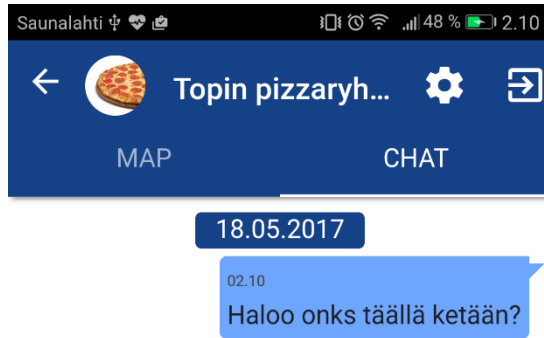 Saunalahti 48 % 2.10
Topin pizzaryh...
MAP CHAT
18.05.2017
02.10
Haloo onks täällä ketään?